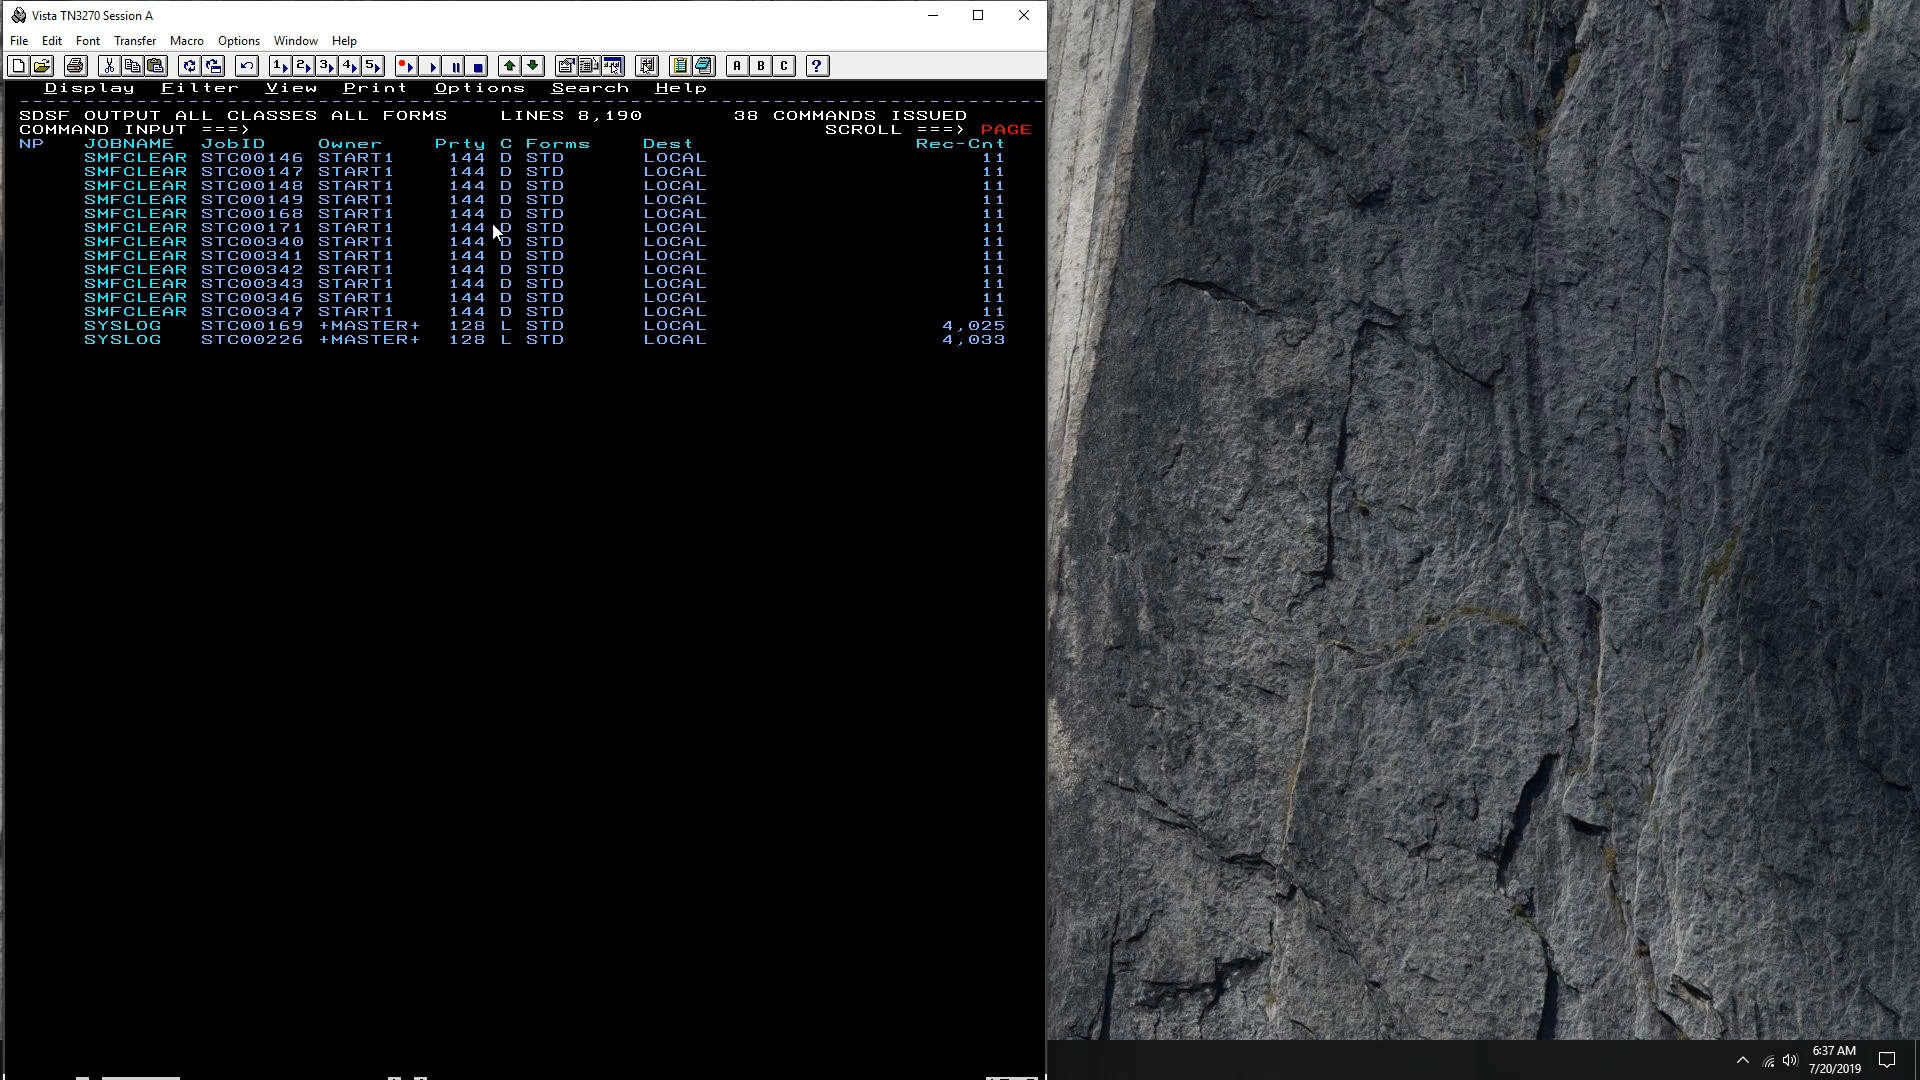 Vista TN3270 Session A
File Edit Font Transfer Macro Options Window Help
1 2 3 4 5 A B C ?
Display Filter View Print Options Search Help
SDSF OUTPUT ALL CLASSES ALL FORMS LINES 8,190 38 COMMANDS ISSUED
COMMAND INPUT ===> SCROLL ===> PAGE
NP JOBNAME JobID Owner Prty C Forms Dest Rec-Cnt
SMFCLEAR STC00146 START1 144 D STD LOCAL 11
SMFCLEAR STC00147 START1 144 D STD LOCAL 11
SMFCLEAR STC00148 START1 144 D STD LOCAL 11
SMFCLEAR STC00149 START1 144 D STD LOCAL 11
SMFCLEAR STC00168 START1 144 D STD LOCAL 11
SMFCLEAR STC00171 START1 144 D STD LOCAL 11
SMFCLEAR STC00340 START1 144 D STD LOCAL 11
SMFCLEAR STC00341 START1 144 D STD LOCAL 11
SMFCLEAR STC00342 START1 144 D STD LOCAL 11
SMFCLEAR STC00343 START1 144 D STD LOCAL 11
SMFCLEAR STC00346 START1 144 D STD LOCAL 11
SMFCLEAR STC00347 START1 144 D STD LOCAL 11
SYSLOG STC00169 +MASTER+ 128 L STD LOCAL 4,025
SYSLOG STC00226 +MASTER+ 128 L STD LOCAL 4,033
6:37 AM
7/20/2019